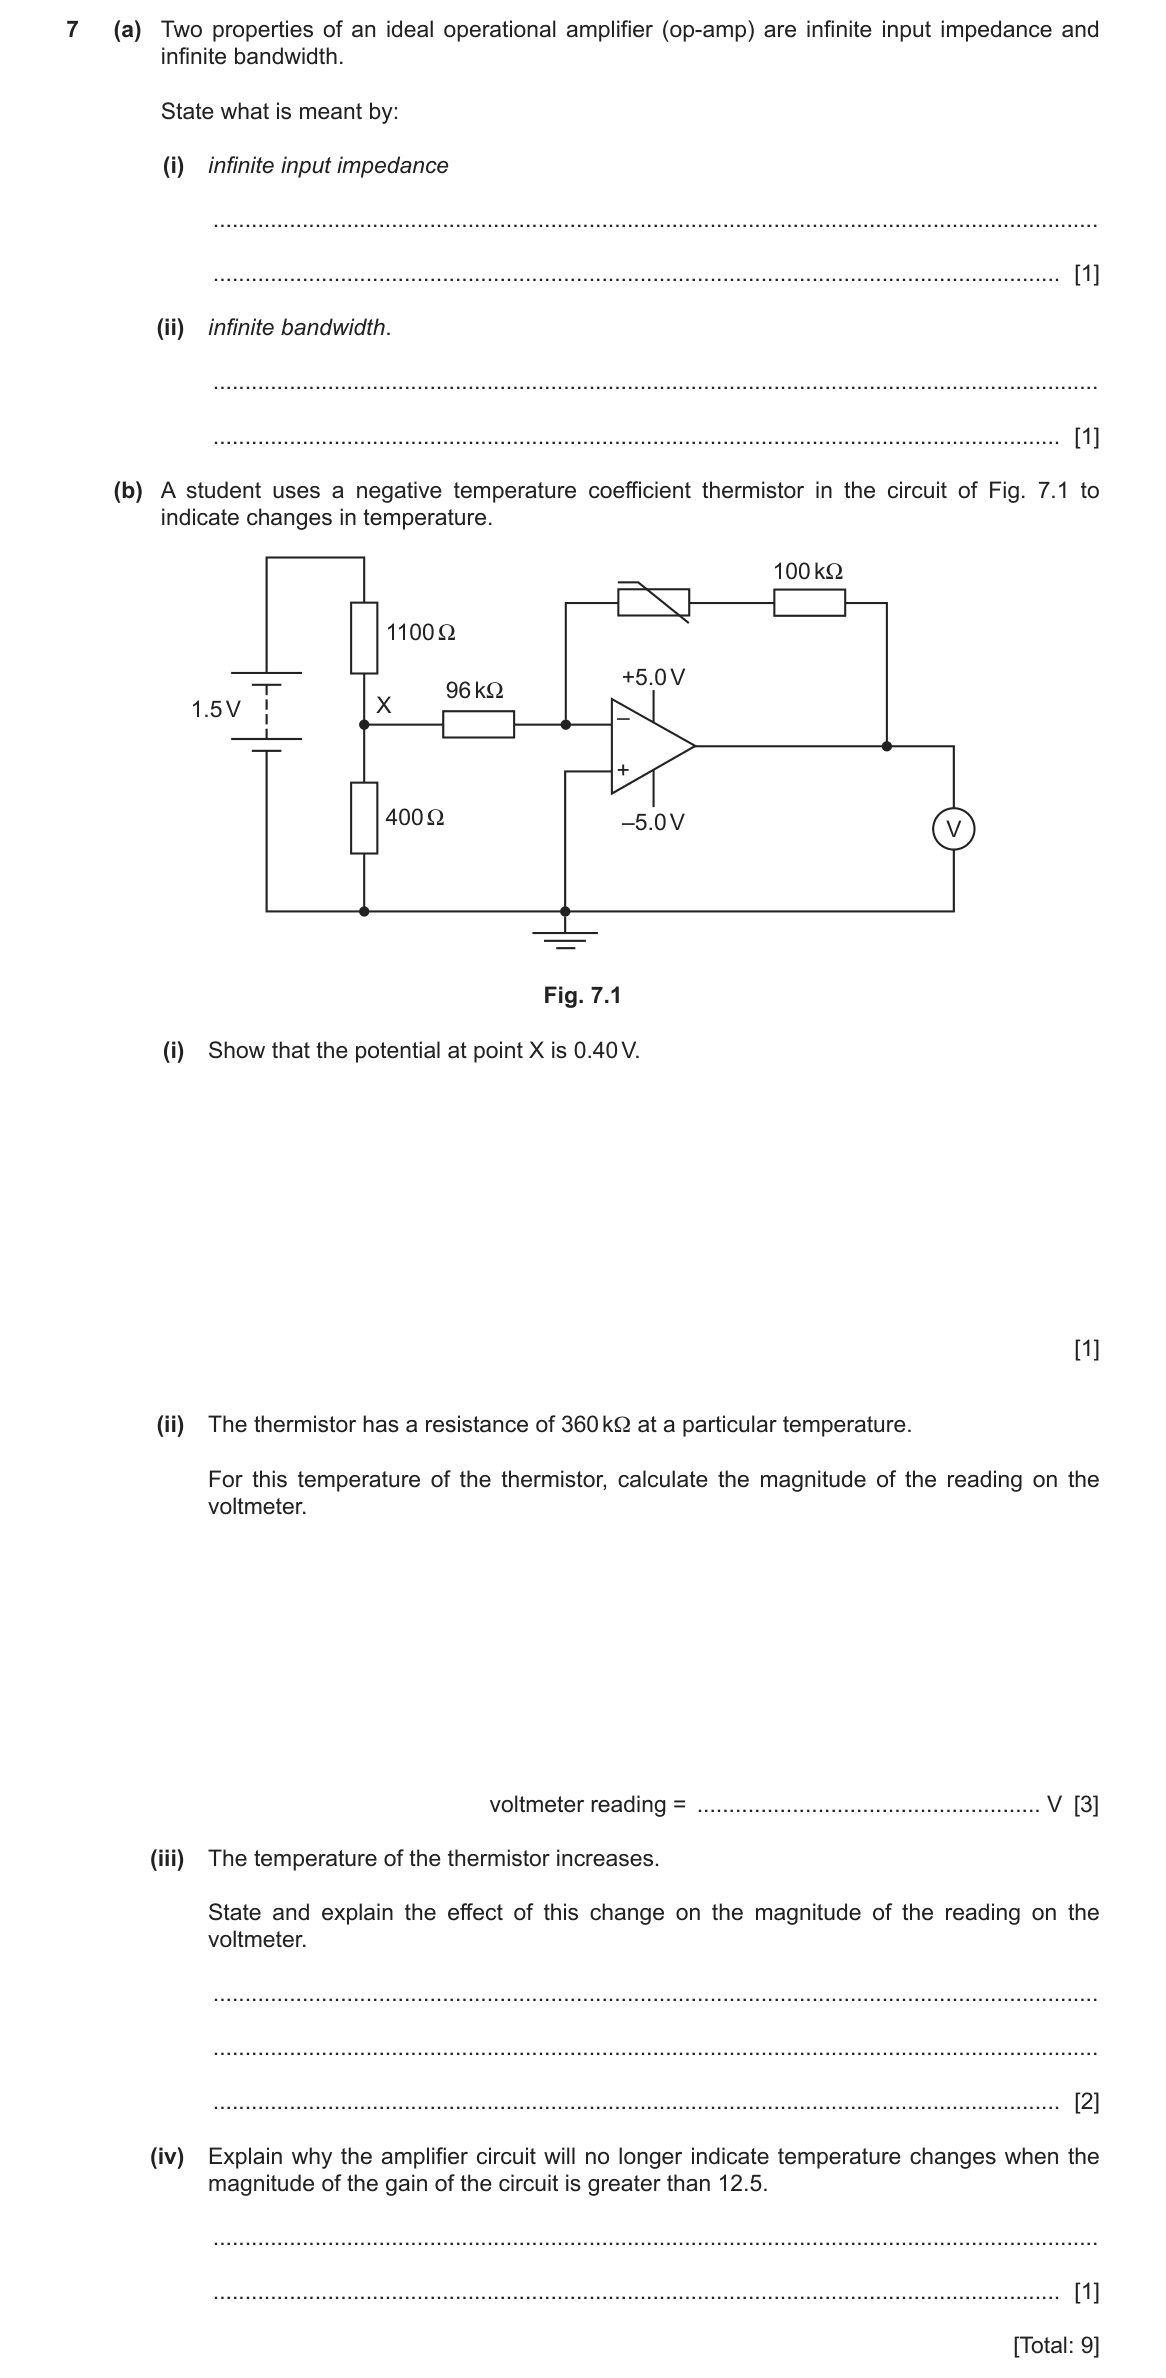 7 (a) Two properties of an ideal operational amplifier (op-amp) are infinite input impedance and
infinite bandwidth.
State what is meant by:
(i) infinite input impedance
..........................................................................................................................................
.................................................................................................................................... [1]
(ii) infinite bandwidth.
..........................................................................................................................................
.................................................................................................................................... [1]
(b) A student uses a negative temperature coefficient thermistor in the circuit of Fig. 7.1 to
indicate changes in temperature.
100 kΩ
1100 Ω
+5.0 V
96 kΩ
X
1.5 V
–
+
400 Ω
–5.0 V
V
Fig. 7.1
(i) Show that the potential at point X is 0.40 V.
[1]
(ii) The thermistor has a resistance of 360 kΩ at a particular temperature.
For this temperature of the thermistor, calculate the magnitude of the reading on the
voltmeter.
voltmeter reading = ...................................................... V [3]
(iii) The temperature of the thermistor increases.
State and explain the effect of this change on the magnitude of the reading on the
voltmeter.
..........................................................................................................................................
..........................................................................................................................................
.................................................................................................................................... [2]
(iv) Explain why the amplifier circuit will no longer indicate temperature changes when the
magnitude of the gain of the circuit is greater than 12.5.
..........................................................................................................................................
.................................................................................................................................... [1]
[Total: 9]